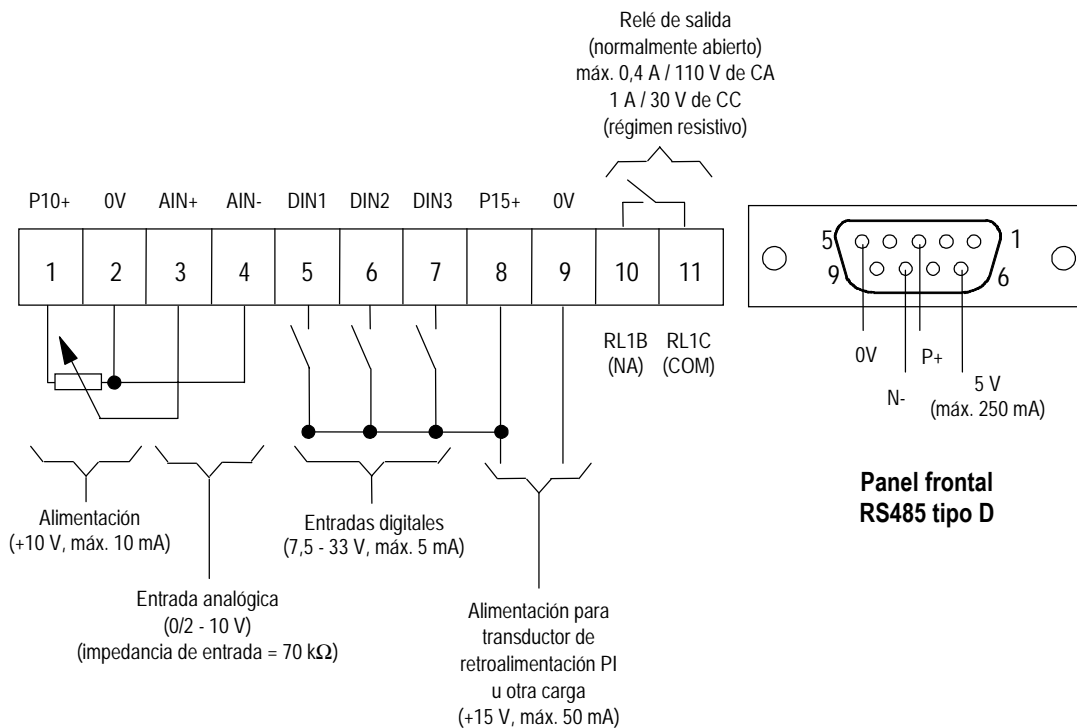 Relé de salida
(normalmente abierto)
máx. 0,4 A / 110 V de CA
1 A / 30 V de CC
(régimen resistivo)
P10+ 0V AIN+ AIN- DIN1 DIN2 DIN3 P15+ 0V
1 2 3 4 5 6 7 8 9 10 11
5 1
9 6
RL1B
(NA)
RL1C
(COM)
0V
P+
N-
5 V
(máx. 250 mA)
Panel frontal
RS485 tipo D
Alimentación
(+10 V, máx. 10 mA)
Entradas digitales
(7,5 - 33 V, máx. 5 mA)
Entrada analógica
(0/2 - 10 V)
(impedancia de entrada = 70 kΩ)
Alimentación para
transductor de
retroalimentación PI
u otra carga
(+15 V, máx. 50 mA)